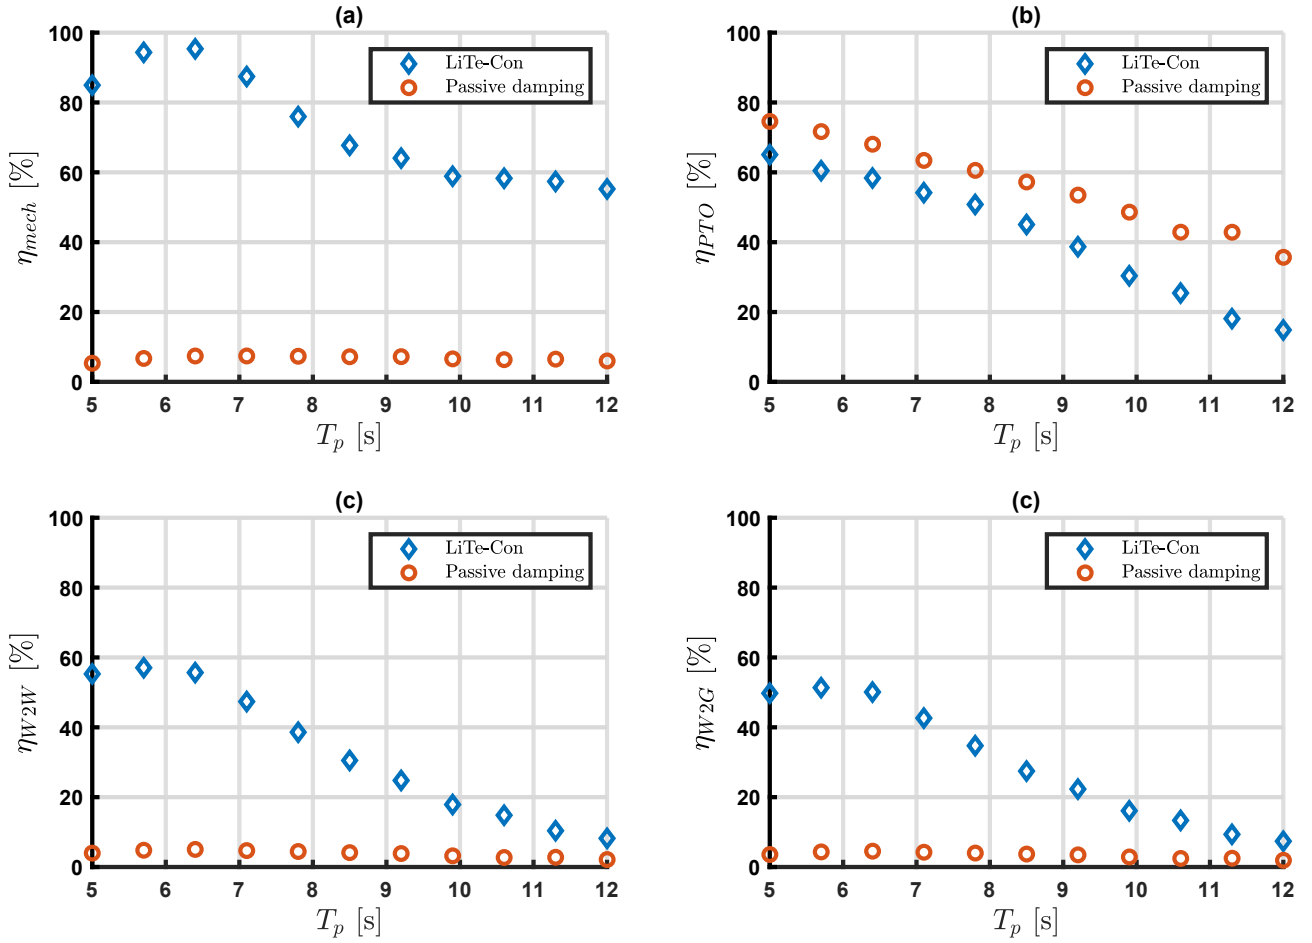 (a)
100
80
60
40
20
0
η_mech [%]
LiTe-Con
Passive damping
5 6 7 8 9 10 11 12
T_p [s]
(b)
100
80
60
40
20
0
η_PTO [%]
LiTe-Con
Passive damping
5 6 7 8 9 10 11 12
T_p [s]
(c)
100
80
60
40
20
0
η_W2W [%]
LiTe-Con
Passive damping
5 6 7 8 9 10 11 12
T_p [s]
(c)
100
80
60
40
20
0
η_W2G [%]
LiTe-Con
Passive damping
5 6 7 8 9 10 11 12
T_p [s]